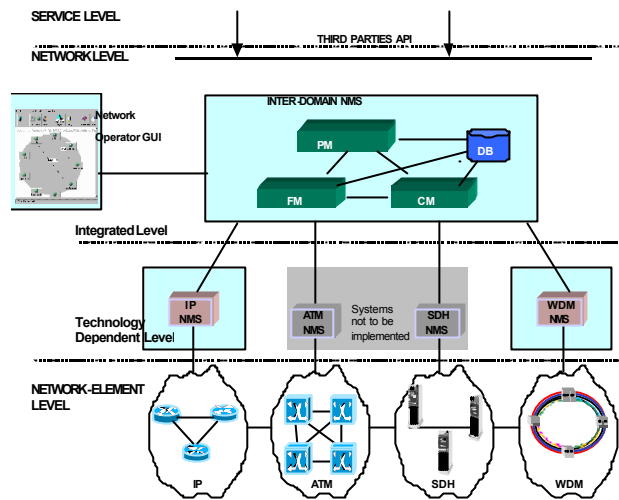 SERVICE LEVEL
THIRD PARTIES API
NETWORK LEVEL
INTER-DOMAIN NMS
Network
Operator GUI
PM
DB
FM
CM
Integrated Level
IP
NMS
ATM
NMS
Systems
not to be
implemented
SDH
NMS
WDM
NMS
Technology
Dependent Level
NETWORK-ELEMENT
LEVEL
IP
ATM
SDH
WDM